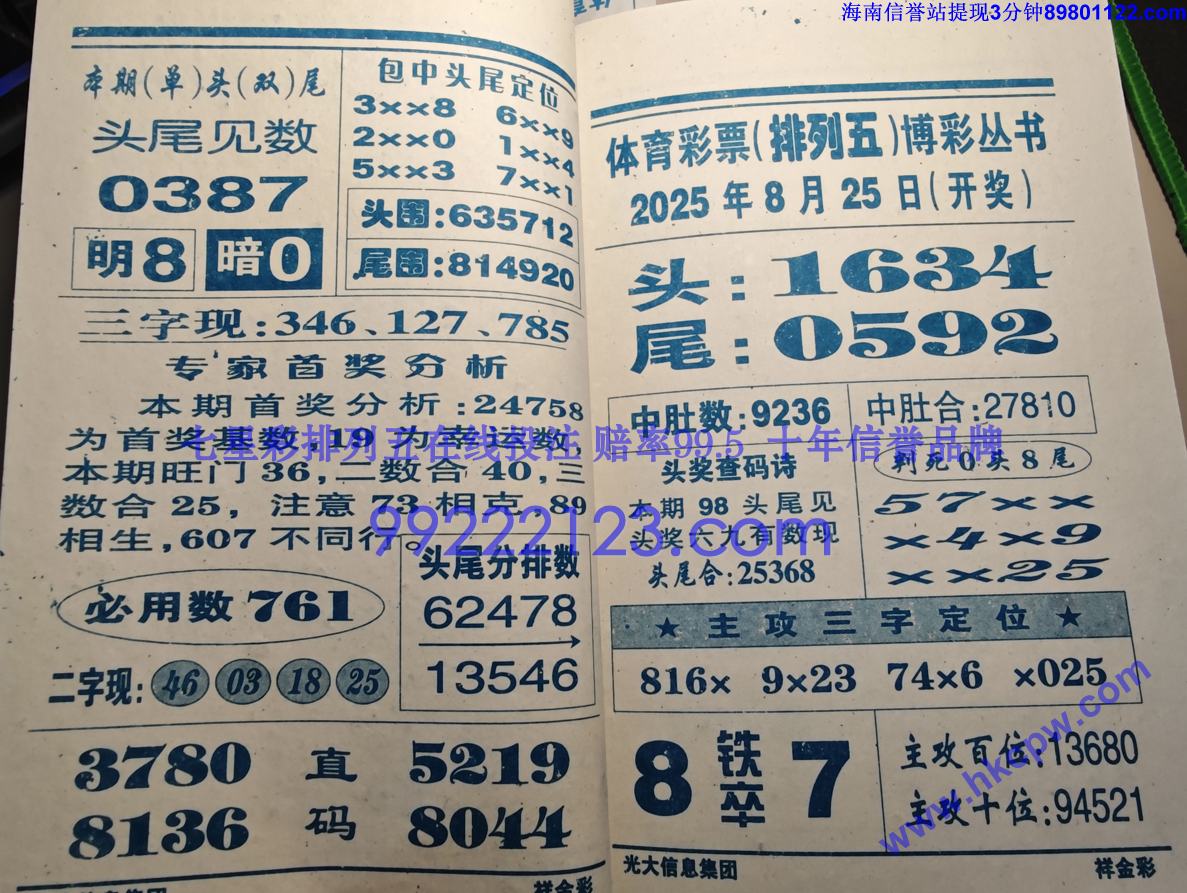 海南信誉站提现3分钟89801122.com
本期(单)头(双)尾
头尾见数
0387
明8 暗0
包中头尾定位
3××8 6××9
2××0 1××4
5××3 7××1
头围:635712
尾围:814920
三字现:346、127、785
专家首奖分析
本期首奖分析:24758
为首奖基数,19为幸运数,
本期旺门36,二数合40,三
数合25,注意73相克,89
相生,607不同行。
必用数761
二字现: 46 03 18 25
头尾分排数
62478
13546
3780 直 5219
8136 码 8044
祥金彩
体育彩票(排列五)博彩丛书
2025年8月25日(开奖)
头:1634
尾:0592
中肚数:9236
中肚合:27810
七星彩排列五在线投注 赔率99.5 十年信誉品牌
99222123.com
头奖查码诗
本期98头尾见
头奖六九有数现
头尾合:25368
判死0头8尾
57××
×4×9
××25
★主攻三字定位★
816× 9×23 74×6 ×025
8 铁卒 7
主攻百位:13680
主攻十位:94521
www.hkcpw.com
光大信息集团
祥金彩